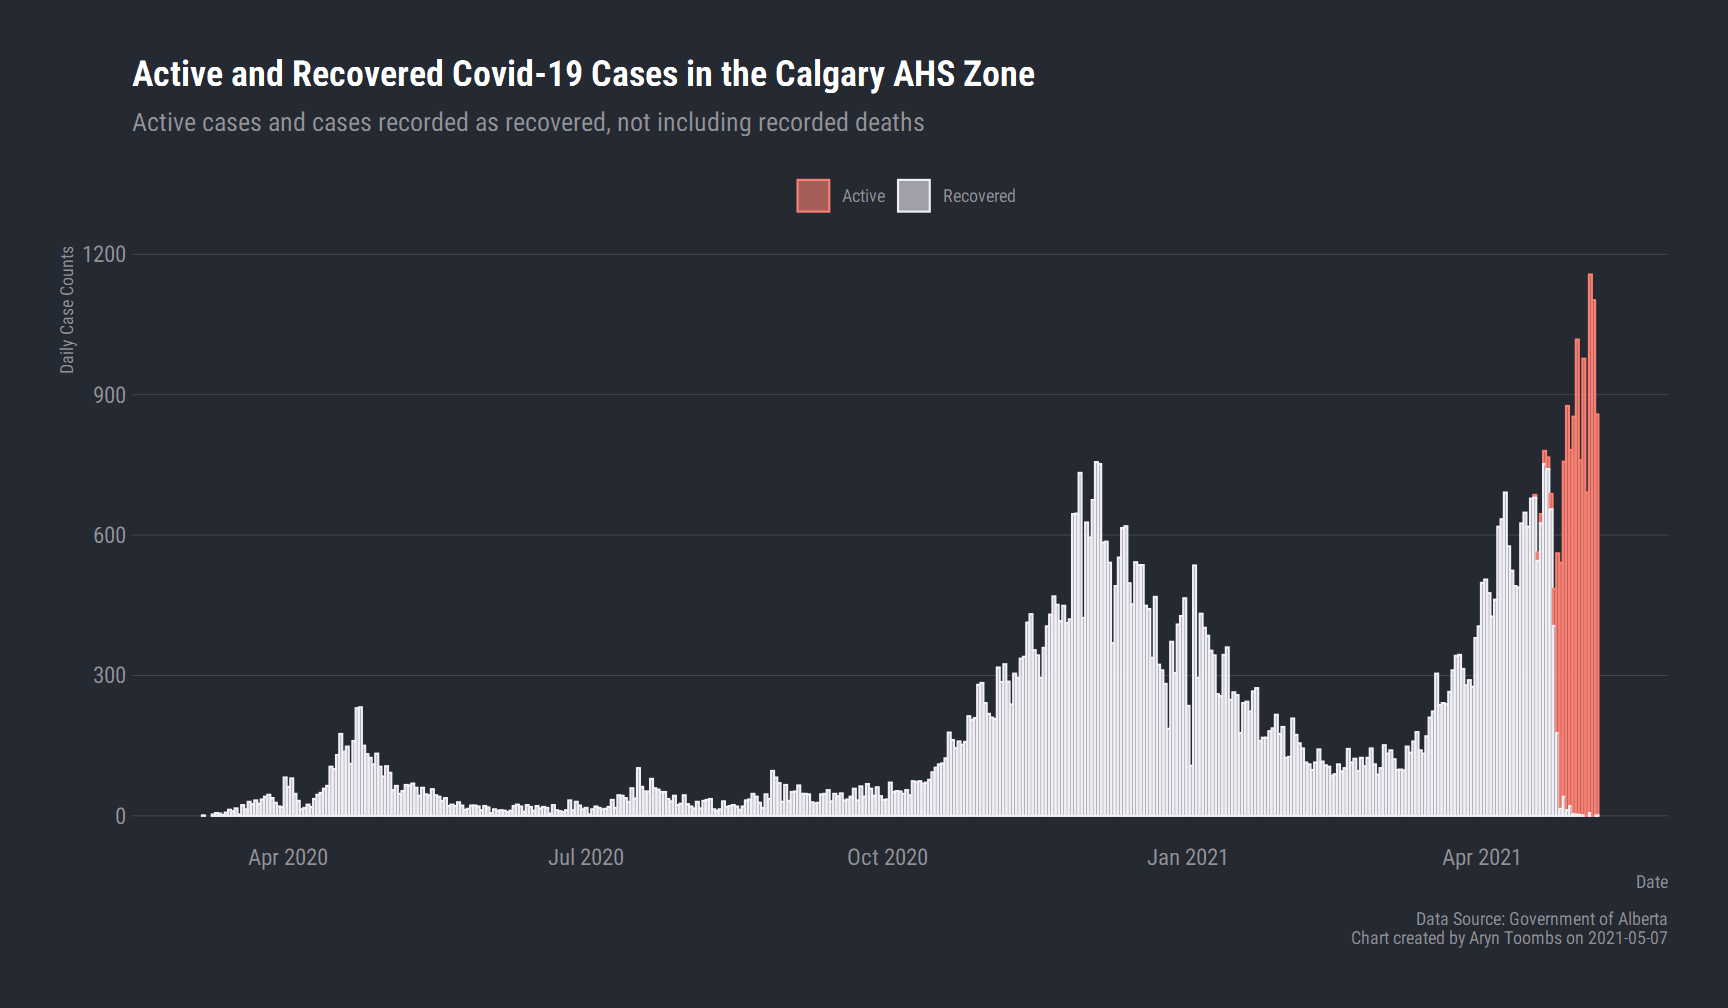 Active and Recovered Covid-19 Cases in the Calgary AHS Zone
Active cases and cases recorded as recovered, not including recorded deaths
Active
Recovered
Daily Case Counts
1200
900
600
300
0
Apr 2020
Jul 2020
Oct 2020
Jan 2021
Apr 2021
Date
Data Source: Government of Alberta
Chart created by Aryn Toombs on 2021-05-07